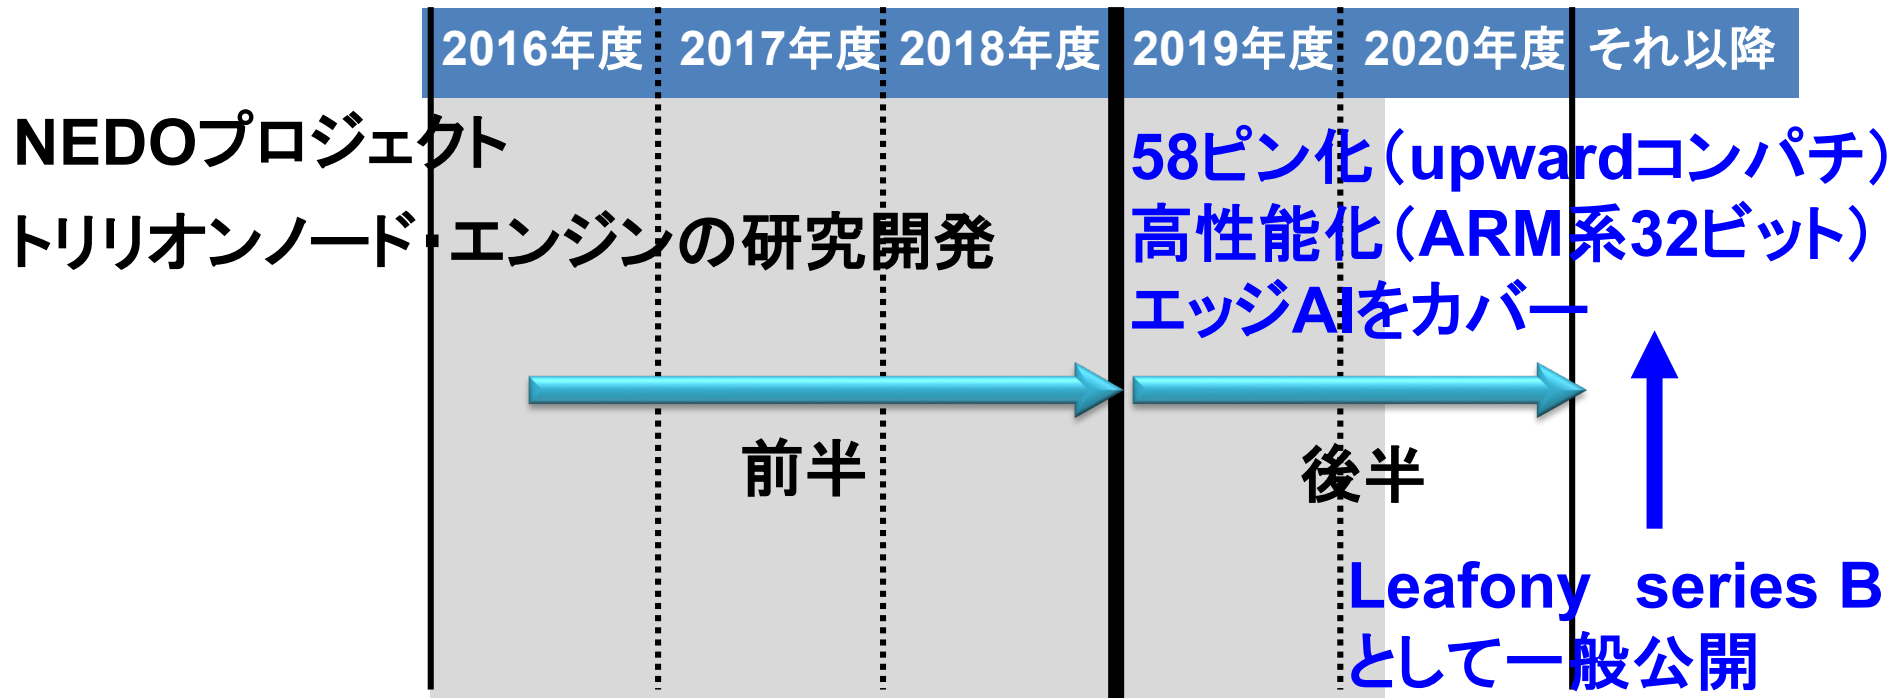 2016年度 2017年度 2018年度 2019年度 2020年度 それ以降
NEDOプロジェクト
トリリオンノード・エンジンの研究開発
58ピン化（upwardコンパチ）
高性能化（ARM系32ビット）
エッジAIをカバー
前半
後半
Leafony　series B
として一般公開